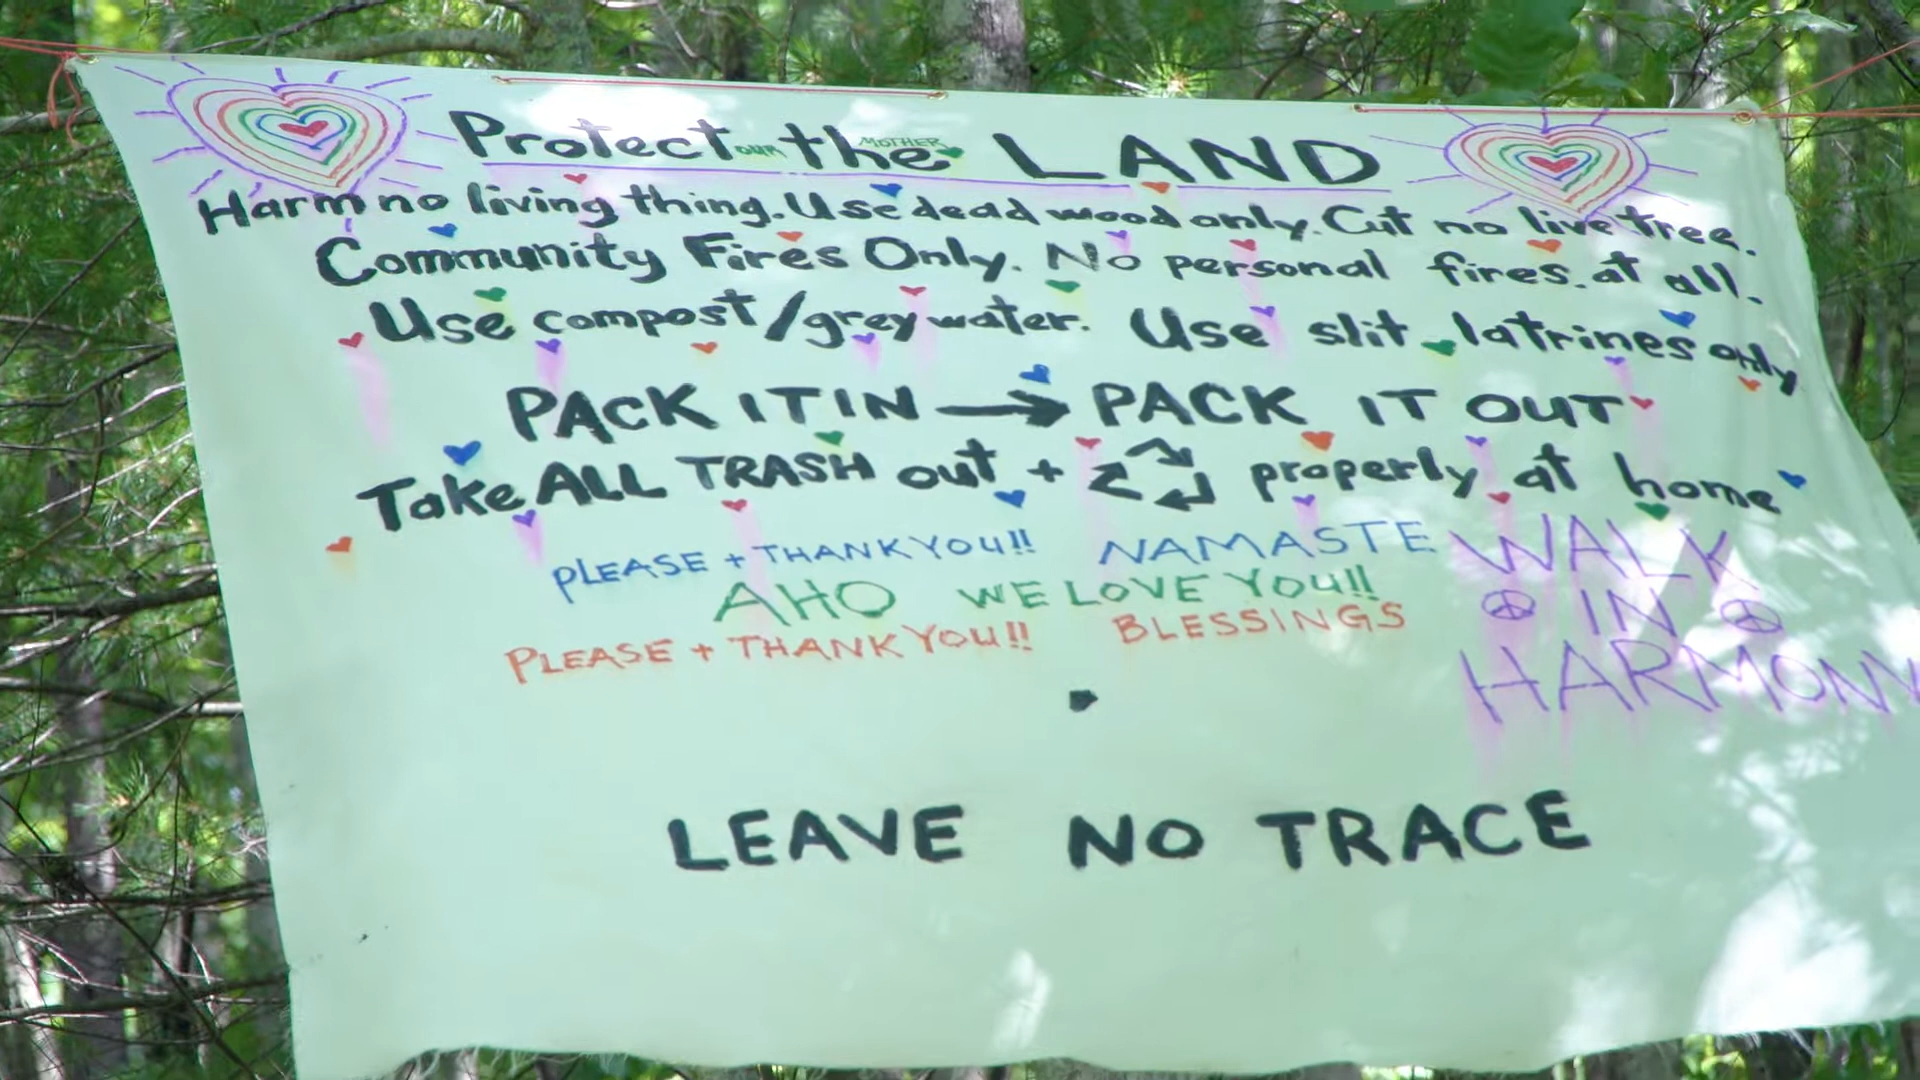 Protect our the MOTHER LAND
Harm no living thing. Use dead wood only. Cut no live tree.
Community Fires Only. No personal fires. at all.
Use compost/grey water. Use slit latrines only
PACK IT IN → PACK IT OUT
Take ALL TRASH out + ♻ properly at home
PLEASE + THANK YOU!! NAMASTE
AHO WE LOVE YOU!!
PLEASE + THANK YOU!! BLESSINGS
WALK
☮ IN ☮
HARMONY
LEAVE NO TRACE